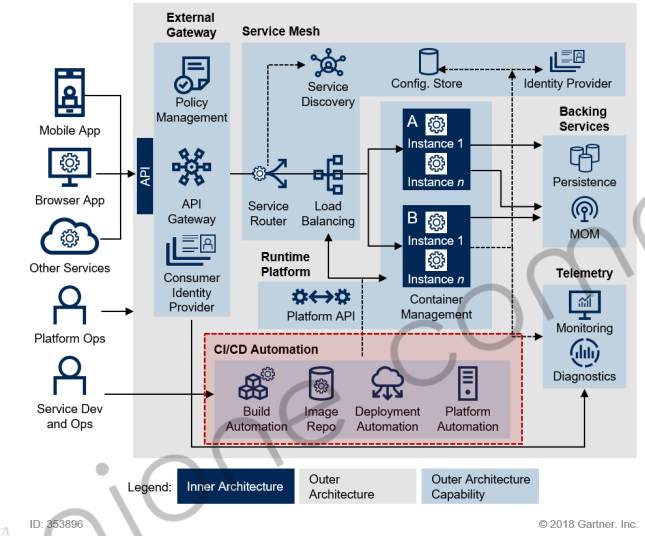 External
Gateway
Service Mesh
Policy
Management
Service
Discovery
Config. Store
Identity Provider
Mobile App
Browser App
Other Services
API
API
Gateway
Consumer
Identity
Provider
Service
Router
Load
Balancing
A
Instance 1
Instance n
B
Instance 1
Instance n
Container
Management
Backing
Services
Persistence
MOM
Runtime
Platform
Platform API
Telemetry
Monitoring
Diagnostics
Platform Ops
Service Dev
and Ops
CI/CD Automation
Build
Automation
Image
Repo
Deployment
Automation
Platform
Automation
Legend:
Inner Architecture
Outer
Architecture
Outer Architecture
Capability
ID: 353896
© 2018 Gartner, Inc.